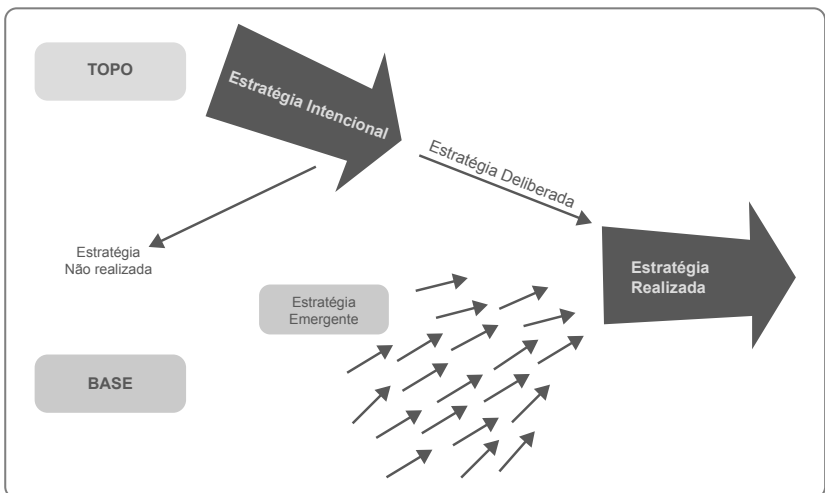 TOPO
Estratégia Intencional
Estratégia Deliberada
Estratégia
Não realizada
Estratégia
Realizada
Estratégia
Emergente
BASE